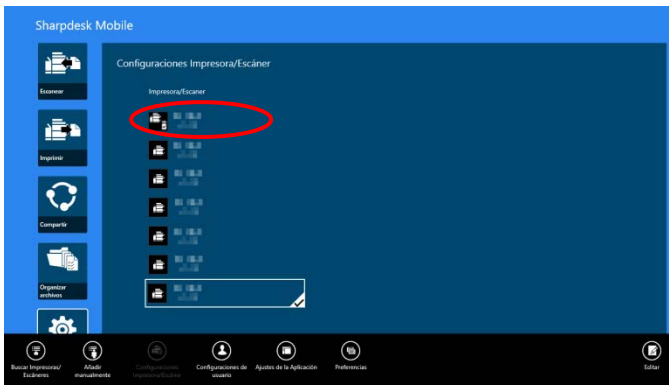 Sharpdesk Mobile
Configuraciones Impresora/Escáner
Impresora/Escaner
Escanear
Imprimir
Compartir
Organizar
archivos
Buscar Impresoras/
Escáneres
Añadir
manualmente
Configuraciones
Impresora/Escáner
Configuraciones de
usuario
Ajustes de la Aplicación
Preferencias
Editar